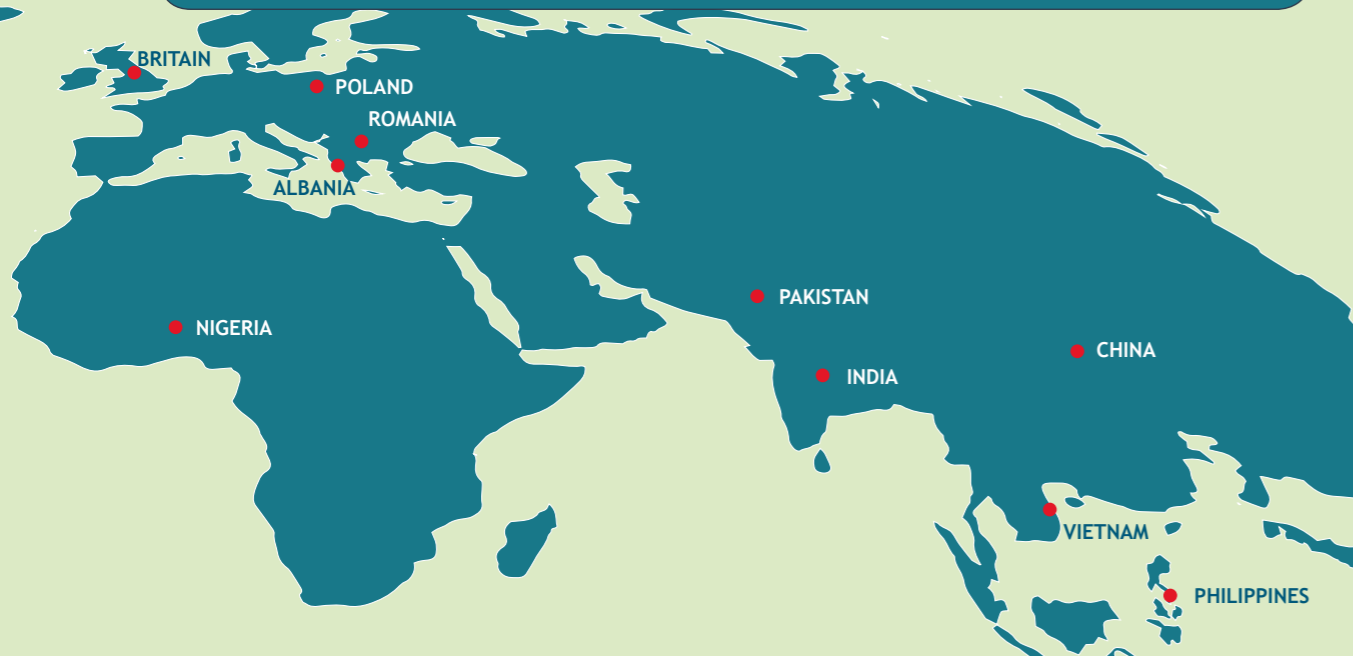 BRITAIN
POLAND
ROMANIA
ALBANIA
PAKISTAN
NIGERIA
CHINA
INDIA
VIETNAM
PHILIPPINES